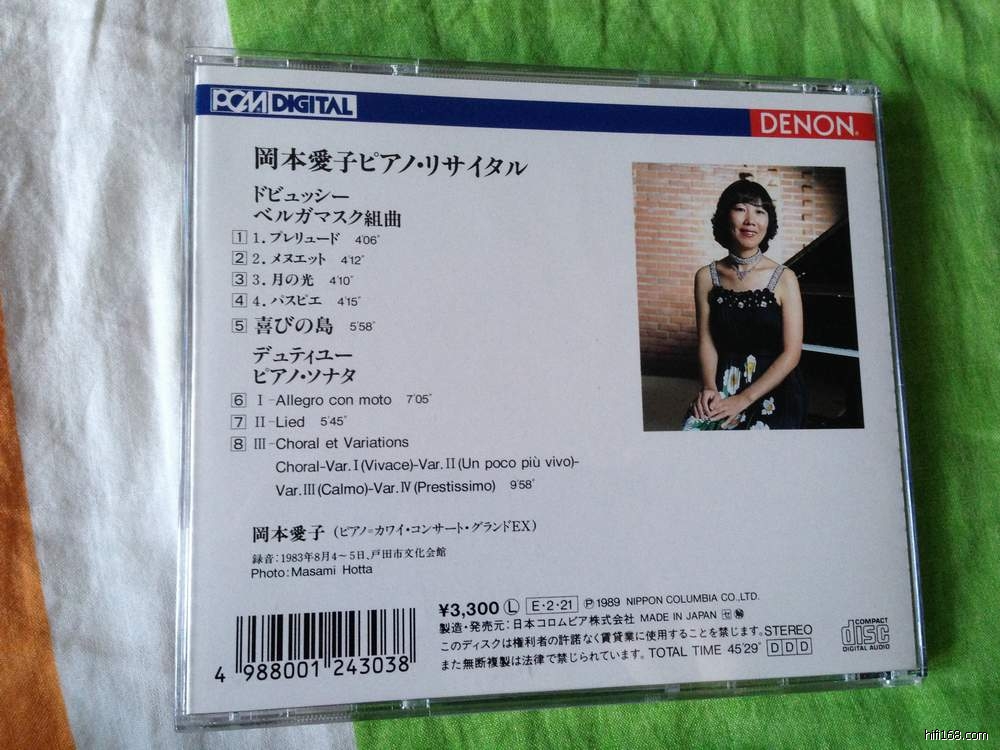 PCM DIGITAL
DENON®
岡本愛子ピアノ・リサイタル
ドビュッシー
ベルガマスク組曲
1 1. プレリュード 4'06"
2 2. メヌエット 4'12"
3 3. 月の光 4'10"
4 4. パスピエ 4'15"
5 喜びの島 5'58"
デュティユー
ピアノ・ソナタ
6 Ⅰ-Allegro con moto 7'05"
7 Ⅱ-Lied 5'45"
8 Ⅲ-Choral et Variations
Choral-Var.Ⅰ(Vivace)-Var.Ⅱ(Un poco più vivo)-
Var.Ⅲ(Calmo)-Var.Ⅳ(Prestissimo) 9'58"
岡本愛子 (ピアノ=カワイ・コンサート・グランドEX)
録音:1983年8月4～5日、戸田市文化会館
Photo:Masami Hotta
¥3,300 Ⓛ E・2・21 Ⓟ1989 NIPPON COLUMBIA CO.,LTD.
製造・発売元:日本コロムビア株式会社 MADE IN JAPAN
このディスクは権利者の許諾なく賃貸業に使用することを禁じます。STEREO
また無断複製は法律で禁じられています。TOTAL TIME 45'29" DDD
COMPACT
disc
DIGITAL AUDIO
4 988001 243038
hifi168.com